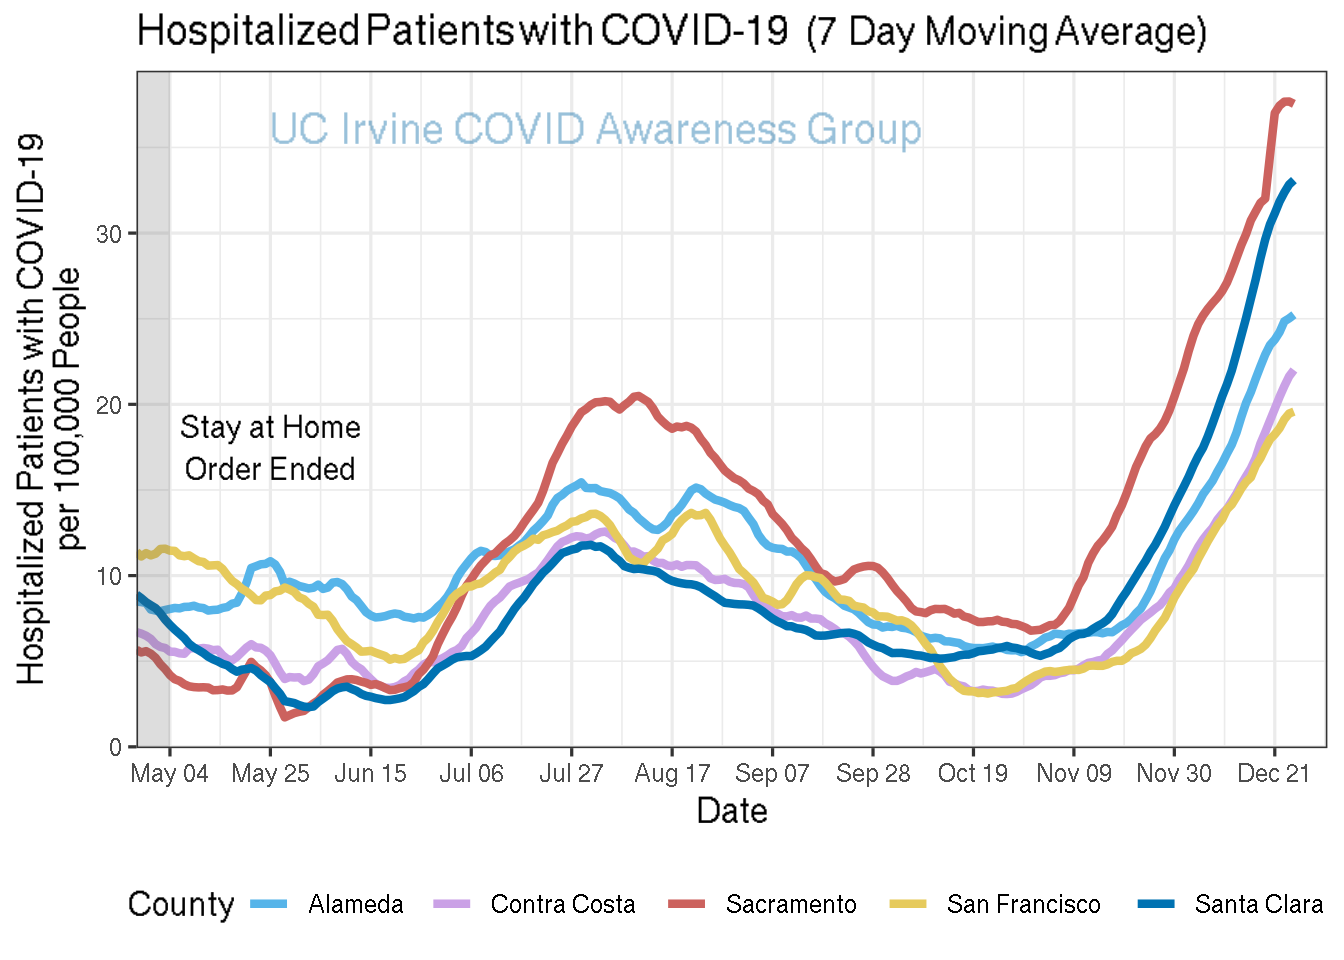 Hospitalized Patients with COVID-19 (7 Day Moving Average)
UC Irvine COVID Awareness Group
Hospitalized Patients with COVID-19
per 100,000 People
30
20
10
0
Stay at Home
Order Ended
May 04 May 25 Jun 15 Jul 06 Jul 27 Aug 17 Sep 07 Sep 28 Oct 19 Nov 09 Nov 30 Dec 21
Date
County Alameda Contra Costa Sacramento San Francisco Santa Clara